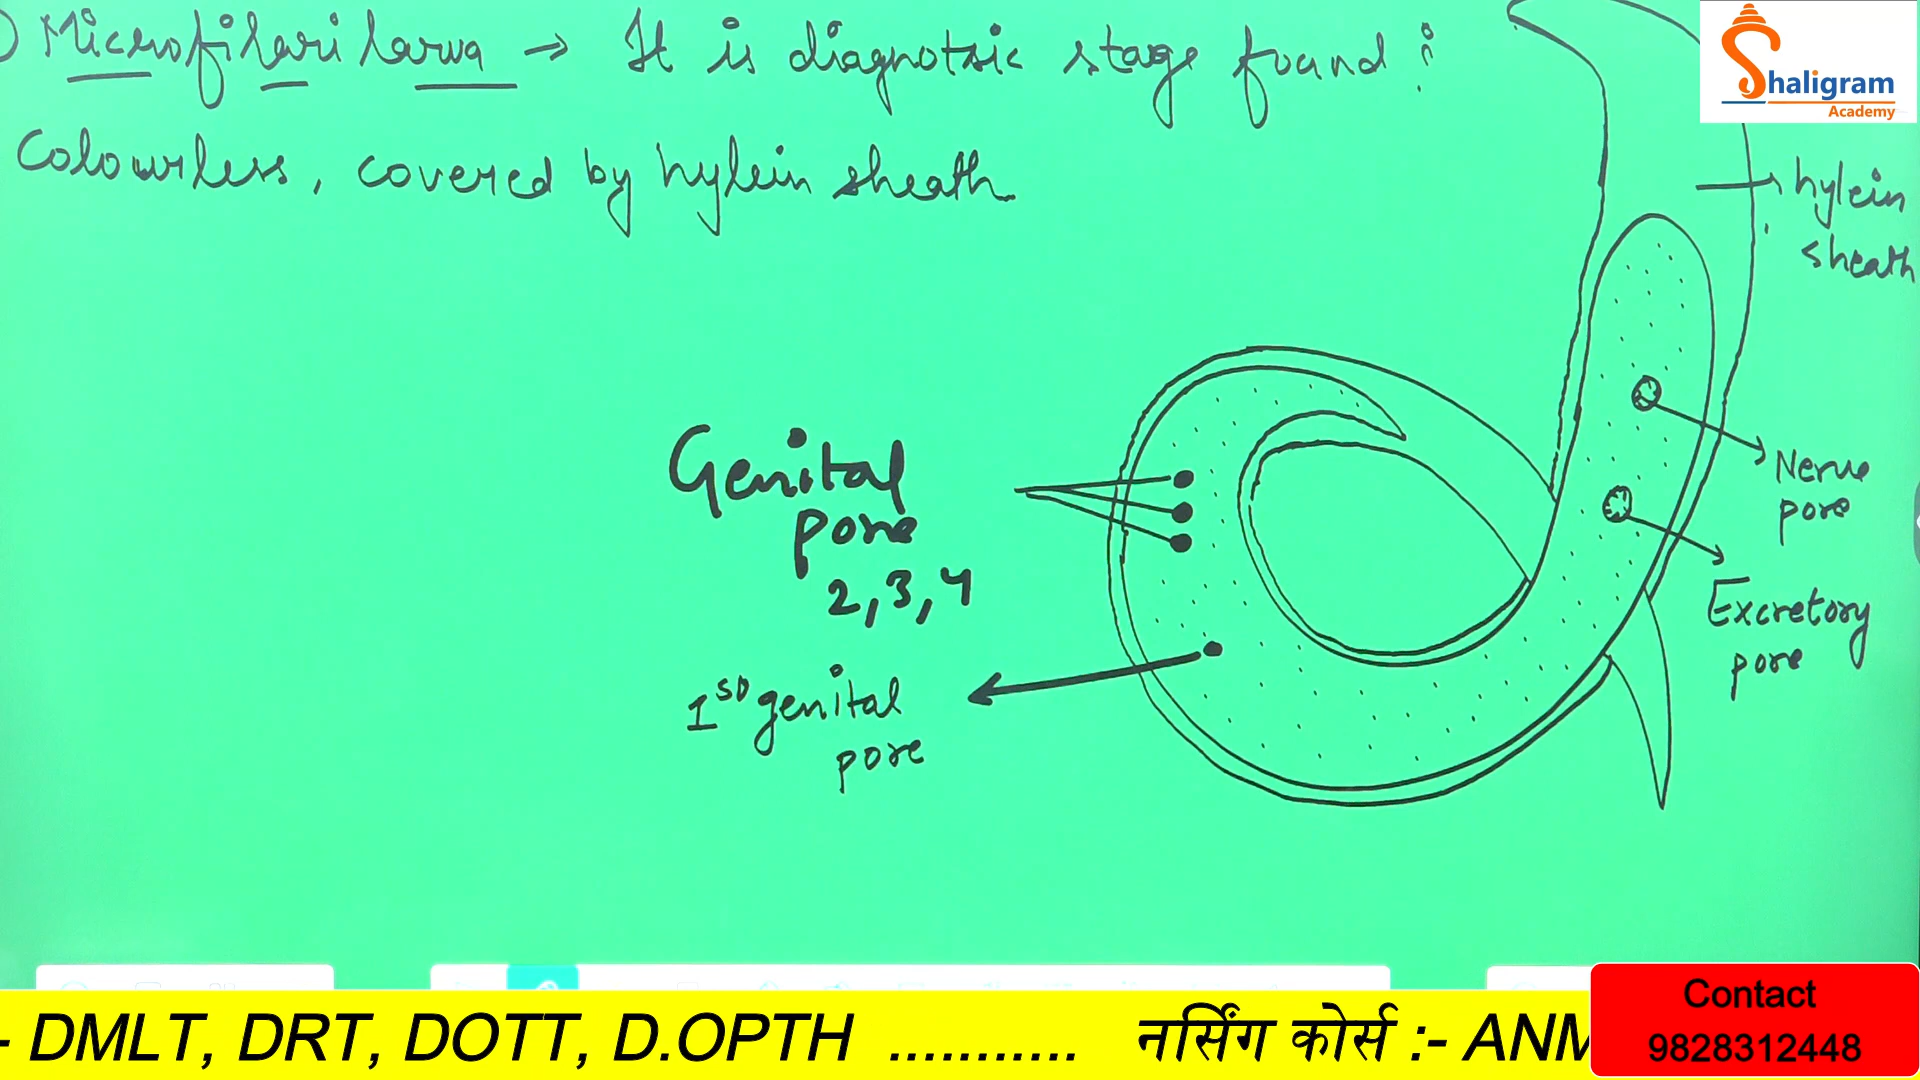 ) Microfilari larva → It is diagnotsic stage found :
Colourless, covered by hylein sheath
Shaligram
Academy
hylein
sheath
Nerve
pore
Excretory
pore
Genital
pore
2,3,4
1st genital
pore
- DMLT, DRT, DOTT, D.OPTH ........... नर्सिंग कोर्स :- ANM
Contact
9828312448